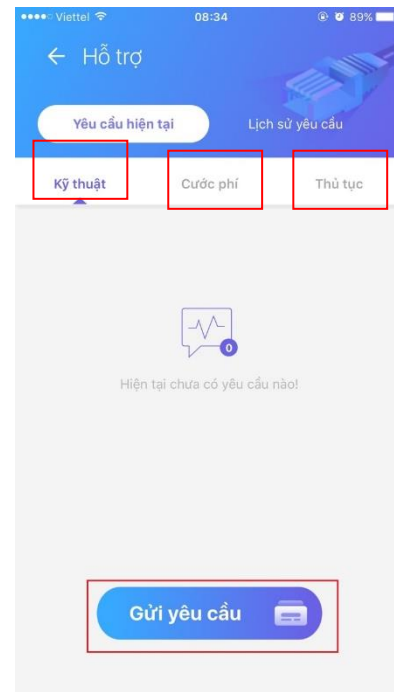 Viettel 08:34 89%
Hỗ trợ
Yêu cầu hiện tại Lịch sử yêu cầu
Kỹ thuật Cước phí Thủ tục
0
Hiện tại chưa có yêu cầu nào!
Gửi yêu cầu